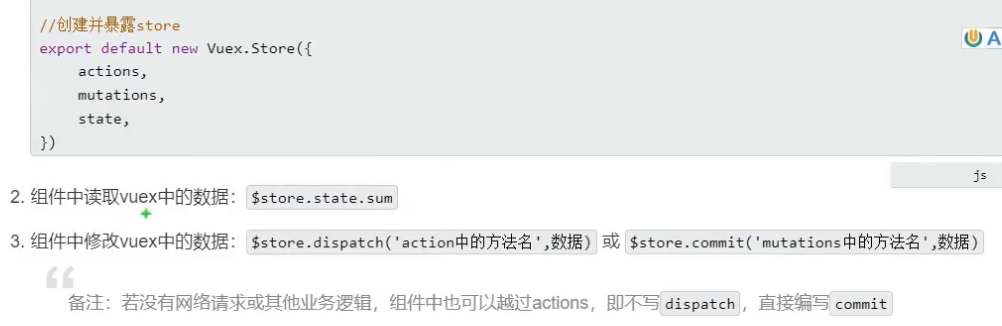 //创建并暴露store
export default new Vuex.Store({
    actions,
    mutations,
    state,
})
js
2. 组件中读取vuex中的数据：$store.state.sum
3. 组件中修改vuex中的数据：$store.dispatch('action中的方法名',数据) 或 $store.commit('mutations中的方法名',数据)
备注：若没有网络请求或其他业务逻辑，组件中也可以越过actions，即不写dispatch，直接编写commit